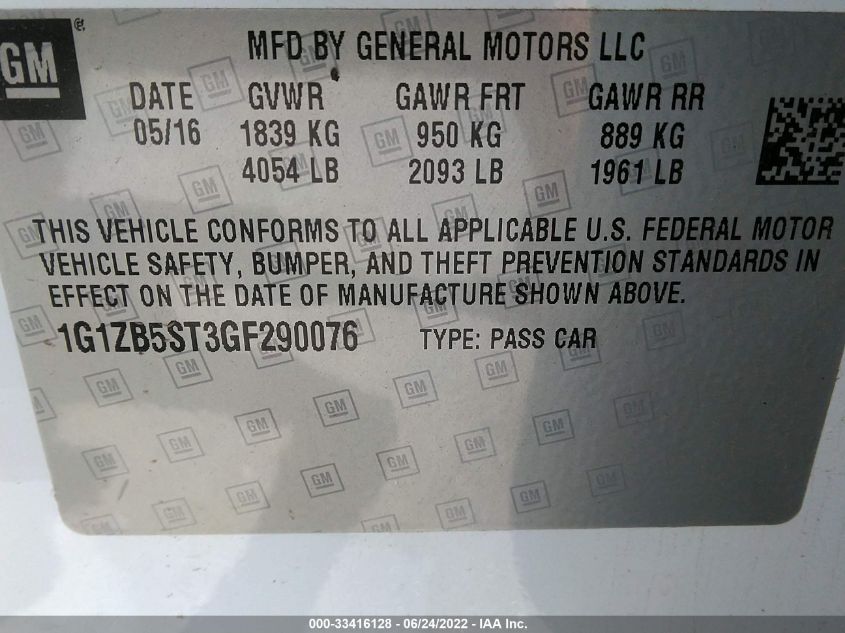 GM
MFD BY GENERAL MOTORS LLC
DATE GVWR GAWR FRT GAWR RR
05/16 1839 KG 950 KG 889 KG
4054 LB 2093 LB 1961 LB
THIS VEHICLE CONFORMS TO ALL APPLICABLE U.S. FEDERAL MOTOR
VEHICLE SAFETY, BUMPER, AND THEFT PREVENTION STANDARDS IN
EFFECT ON THE DATE OF MANUFACTURE SHOWN ABOVE.
1G1ZB5ST3GF290076 TYPE: PASS CAR
000-33416128 - 06/24/2022 - IAA Inc.